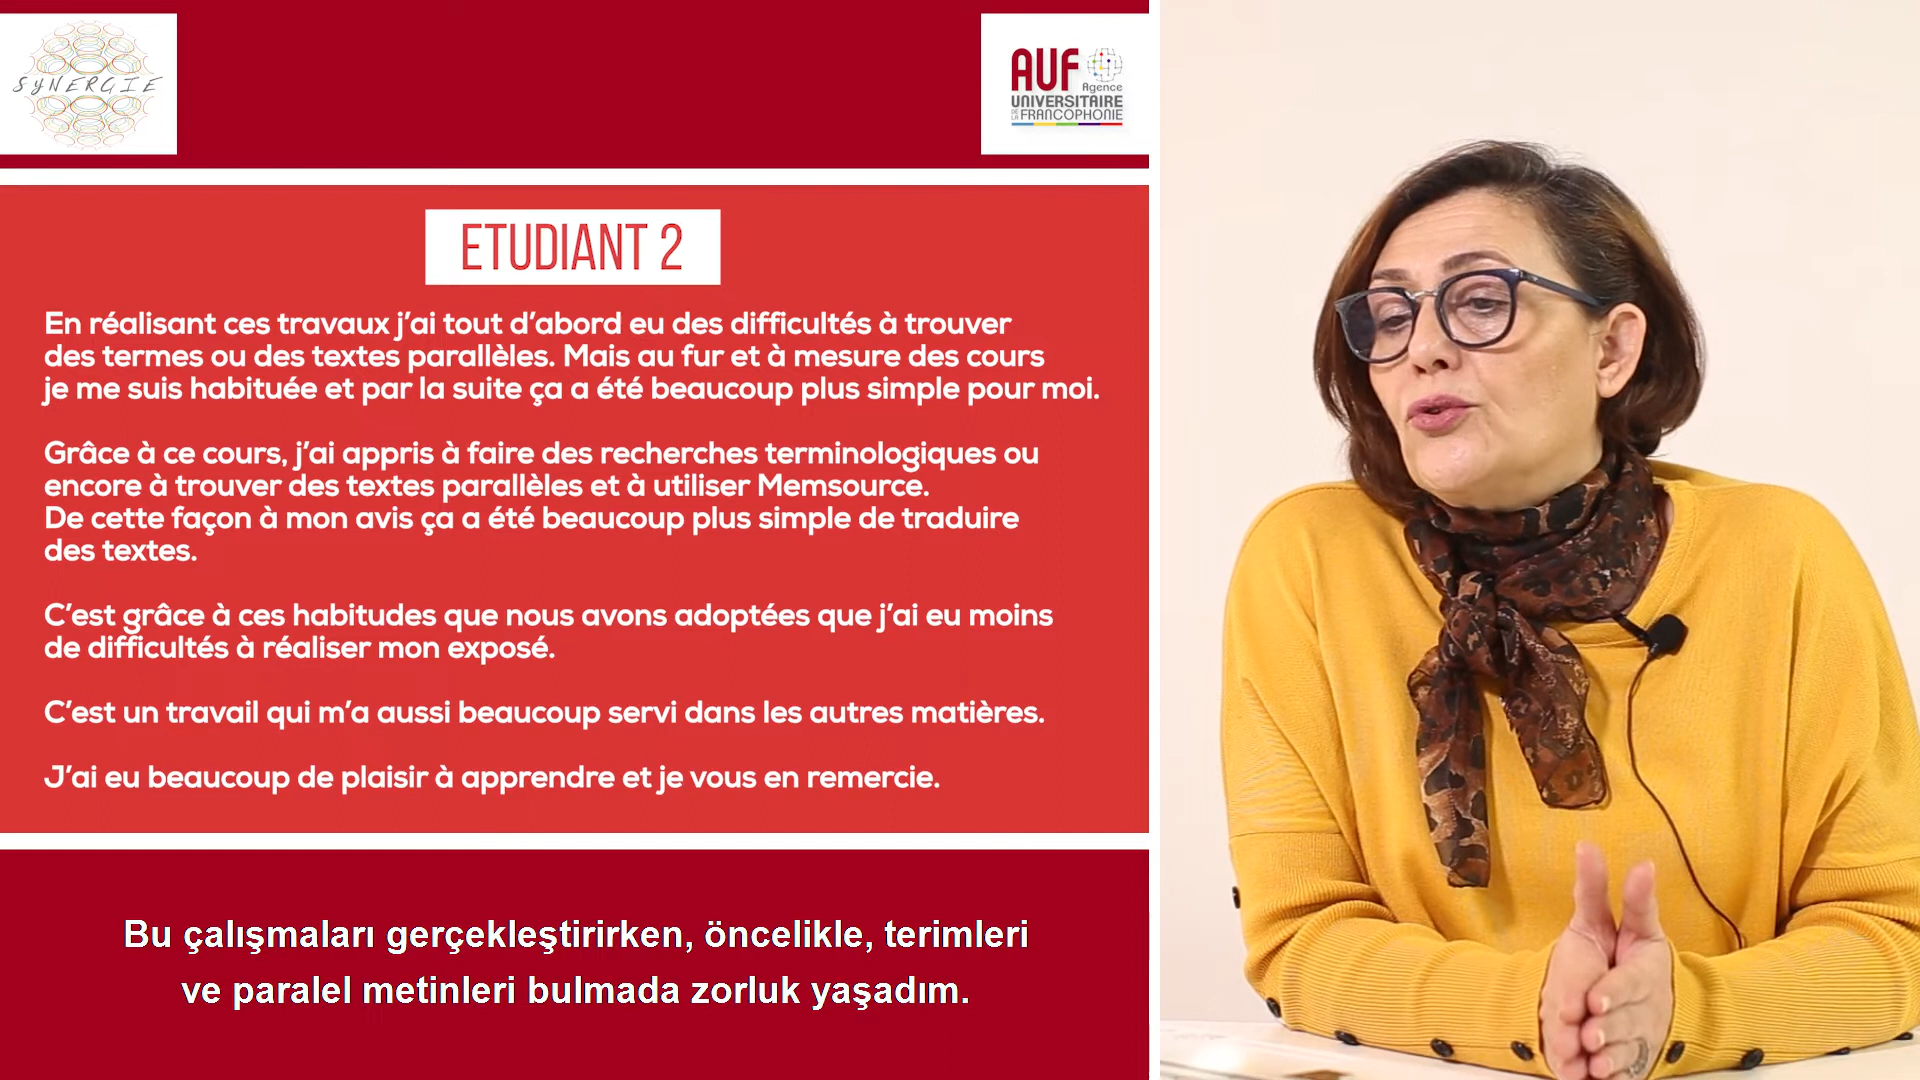 SYNERGIE
AUF
Agence
UNIVERSITAIRE
DE LA FRANCOPHONIE
ETUDIANT 2
En réalisant ces travaux j’ai tout d’abord eu des difficultés à trouver
des termes ou des textes parallèles. Mais au fur et à mesure des cours
je me suis habituée et par la suite ça a été beaucoup plus simple pour moi.
Grâce à ce cours, j’ai appris à faire des recherches terminologiques ou
encore à trouver des textes parallèles et à utiliser Memsource.
De cette façon à mon avis ça a été beaucoup plus simple de traduire
des textes.
C’est grâce à ces habitudes que nous avons adoptées que j’ai eu moins
de difficultés à réaliser mon exposé.
C’est un travail qui m’a aussi beaucoup servi dans les autres matières.
J’ai eu beaucoup de plaisir à apprendre et je vous en remercie.
Bu çalışmaları gerçekleştirirken, öncelikle, terimleri
ve paralel metinleri bulmada zorluk yaşadım.